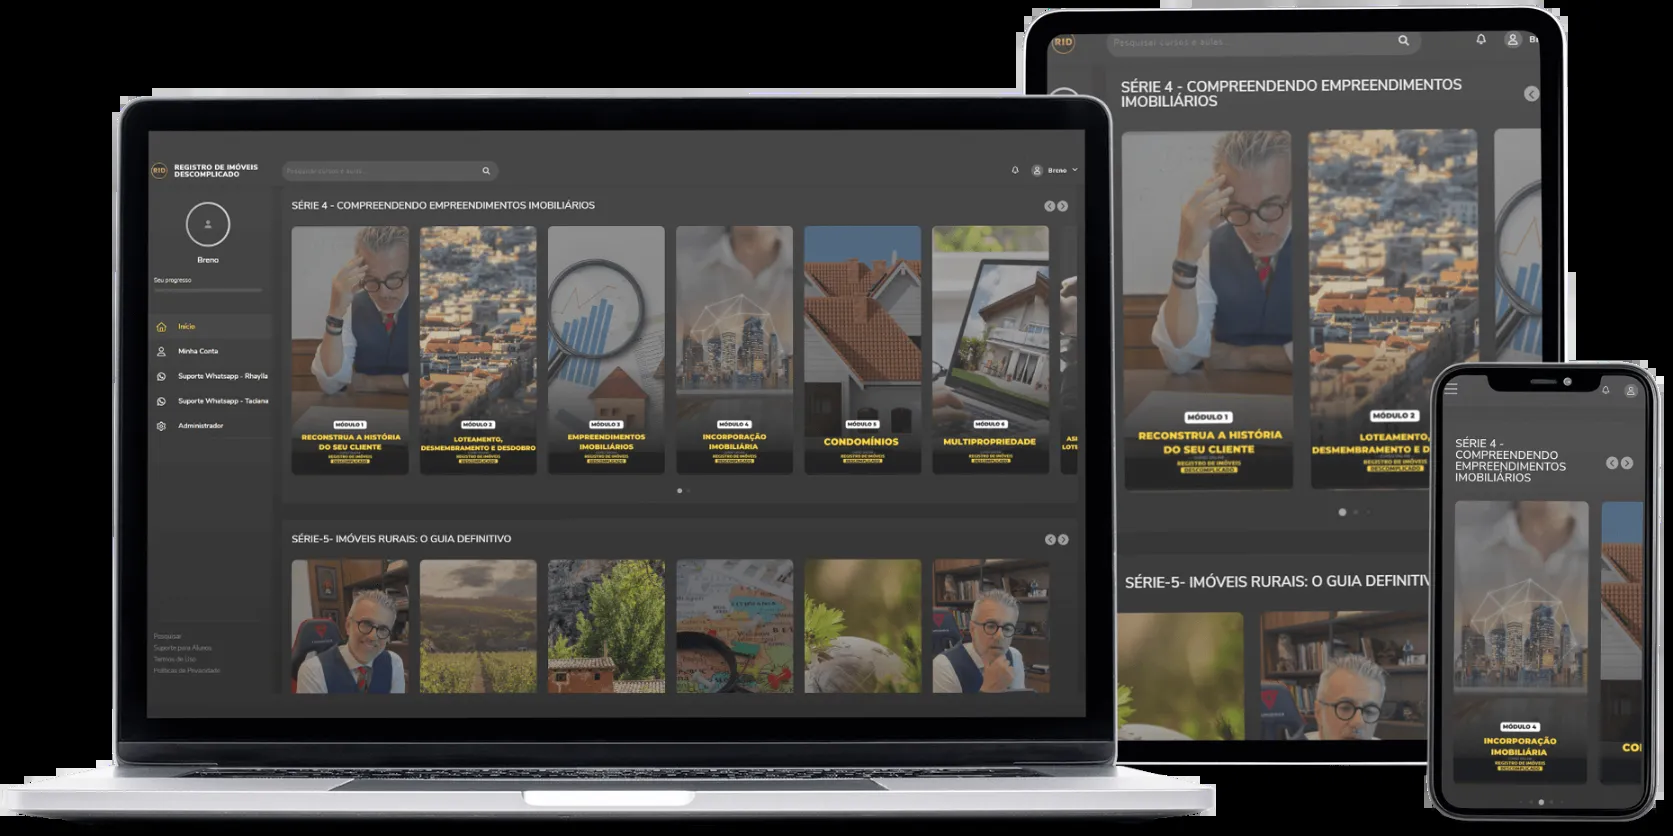 RID
REGISTRO DE IMÓVEIS
DESCOMPLICADO
Pesquisar cursos e aulas...
Breno
Breno
Seu progresso
Início
Minha Conta
Suporte Whatsapp - Rhaylla
Suporte Whatsapp - Taciana
Administrador
Pesquisar
Suporte para Alunos
Termos de Uso
Políticas de Privacidade
SÉRIE 4 - COMPREENDENDO EMPREENDIMENTOS IMOBILIÁRIOS
MÓDULO 1
RECONSTRUA A HISTÓRIA
DO SEU CLIENTE
REGISTRO DE IMÓVEIS
DESCOMPLICADO
MÓDULO 2
LOTEAMENTO,
DESMEMBRAMENTO E DESDOBRO
REGISTRO DE IMÓVEIS
DESCOMPLICADO
MÓDULO 3
EMPREENDIMENTOS
IMOBILIÁRIOS
REGISTRO DE IMÓVEIS
DESCOMPLICADO
MÓDULO 4
INCORPORAÇÃO
IMOBILIÁRIA
REGISTRO DE IMÓVEIS
DESCOMPLICADO
MÓDULO 5
CONDOMÍNIOS
REGISTRO DE IMÓVEIS
DESCOMPLICADO
MÓDULO 6
MULTIPROPRIEDADE
REGISTRO DE IMÓVEIS
DESCOMPLICADO
LOTE
SÉRIE-5- IMÓVEIS RURAIS: O GUIA DEFINITIVO
RID
Pesquisar cursos e aulas...
SÉRIE 4 - COMPREENDENDO EMPREENDIMENTOS
IMOBILIÁRIOS
MÓDULO 1
RECONSTRUA A HISTÓRIA
DO SEU CLIENTE
REGISTRO DE IMÓVEIS
DESCOMPLICADO
MÓDULO 2
LOTEAMENTO,
DESMEMBRAMENTO E D
REGISTRO DE IMÓVEIS
DESCOMPLICADO
SÉRIE-5- IMÓVEIS RURAIS: O GUIA DEFINITIV
SÉRIE 4 -
COMPREENDENDO
EMPREENDIMENTOS
IMOBILIÁRIOS
MÓDULO 4
INCORPORAÇÃO
IMOBILIÁRIA
REGISTRO DE IMÓVEIS
DESCOMPLICADO
CO